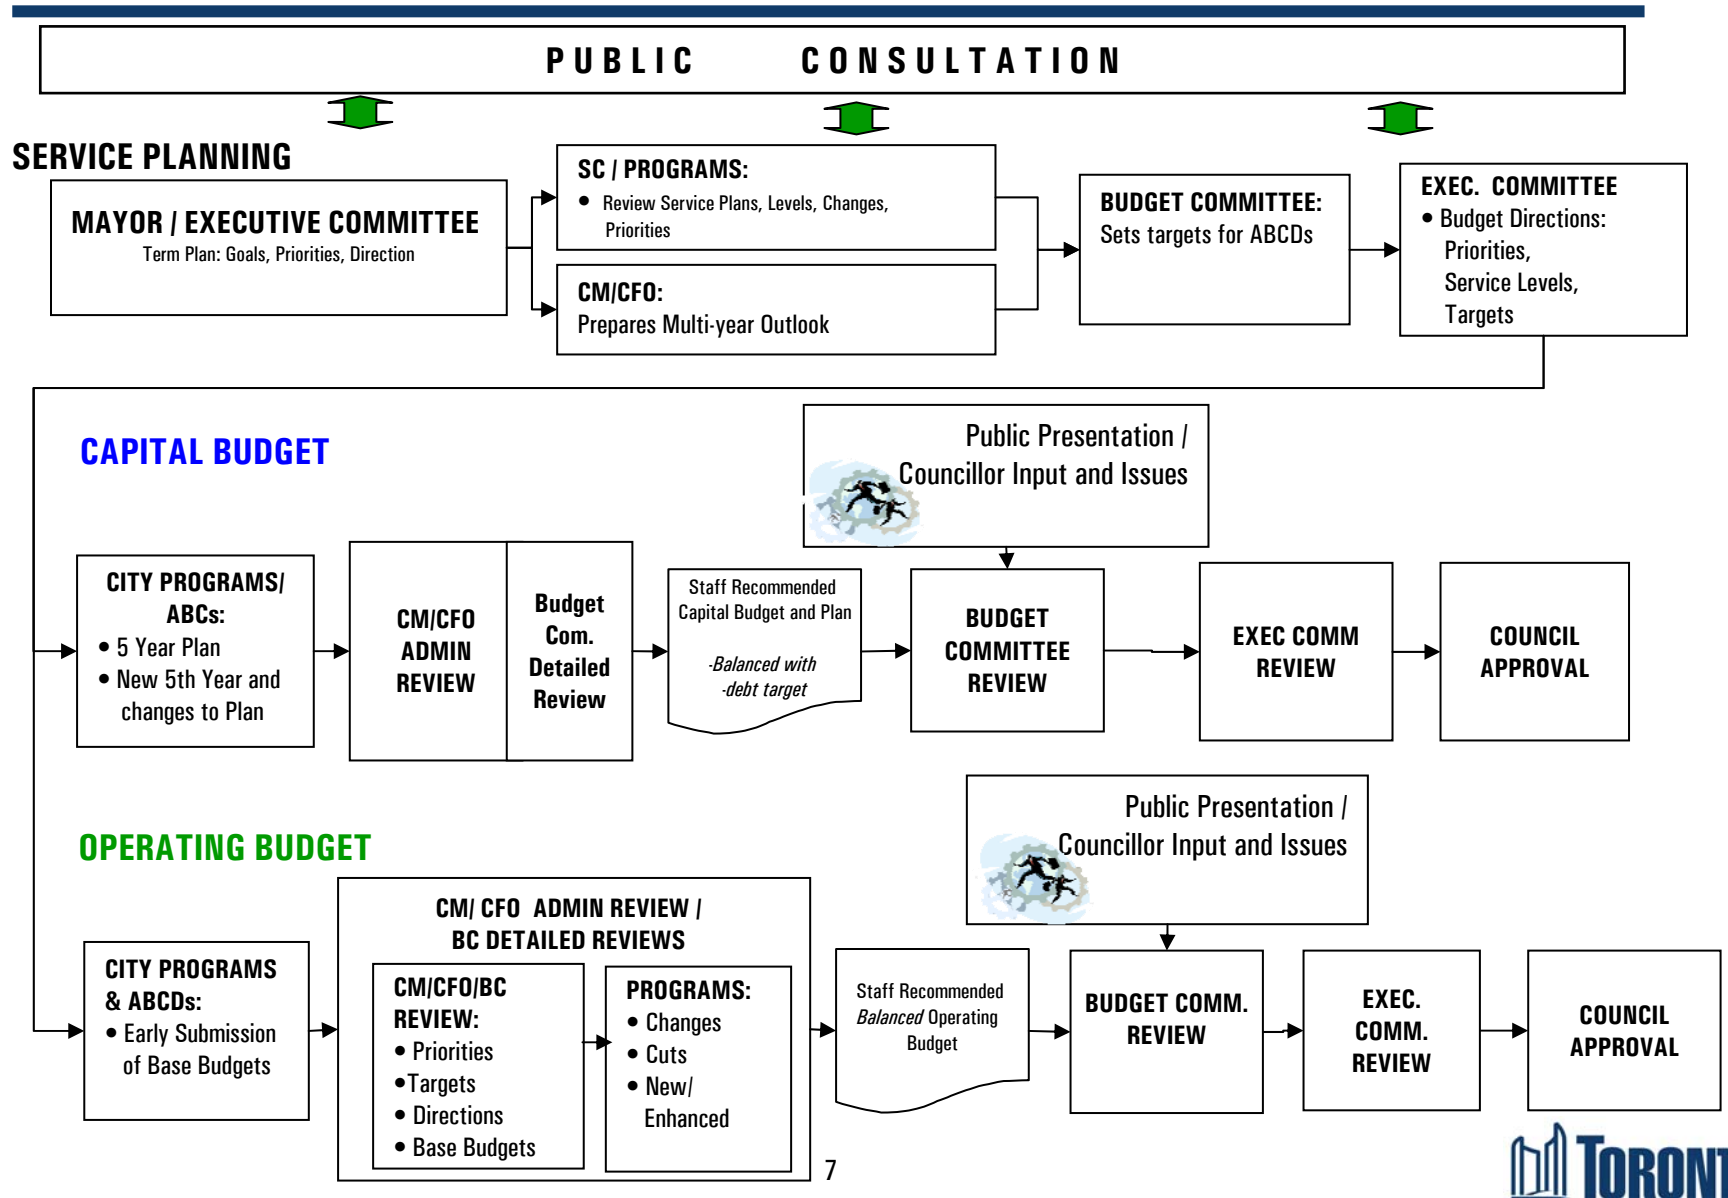 PUBLIC CONSULTATION
SERVICE PLANNING
MAYOR / EXECUTIVE COMMITTEE
Term Plan: Goals, Priorities, Direction
SC / PROGRAMS:
• Review Service Plans, Levels, Changes,
Priorities
CM/CFO:
Prepares Multi-year Outlook
BUDGET COMMITTEE:
Sets targets for ABCDs
EXEC. COMMITTEE
• Budget Directions:
Priorities,
Service Levels,
Targets
CAPITAL BUDGET
Public Presentation /
Councillor Input and Issues
CITY PROGRAMS/
ABCs:
• 5 Year Plan
• New 5th Year and
changes to Plan
CM/CFO
ADMIN
REVIEW
Budget
Com.
Detailed
Review
Staff Recommended
Capital Budget and Plan
-Balanced with
-debt target
BUDGET
COMMITTEE
REVIEW
EXEC COMM
REVIEW
COUNCIL
APPROVAL
OPERATING BUDGET
Public Presentation /
Councillor Input and Issues
CITY PROGRAMS
& ABCDs:
• Early Submission
of Base Budgets
CM/ CFO ADMIN REVIEW /
BC DETAILED REVIEWS
CM/CFO/BC
REVIEW:
• Priorities
•Targets
• Directions
• Base Budgets
PROGRAMS:
• Changes
• Cuts
• New/
Enhanced
Staff Recommended
Balanced Operating
Budget
BUDGET COMM.
REVIEW
EXEC.
COMM.
REVIEW
COUNCIL
APPROVAL
7
TORONT